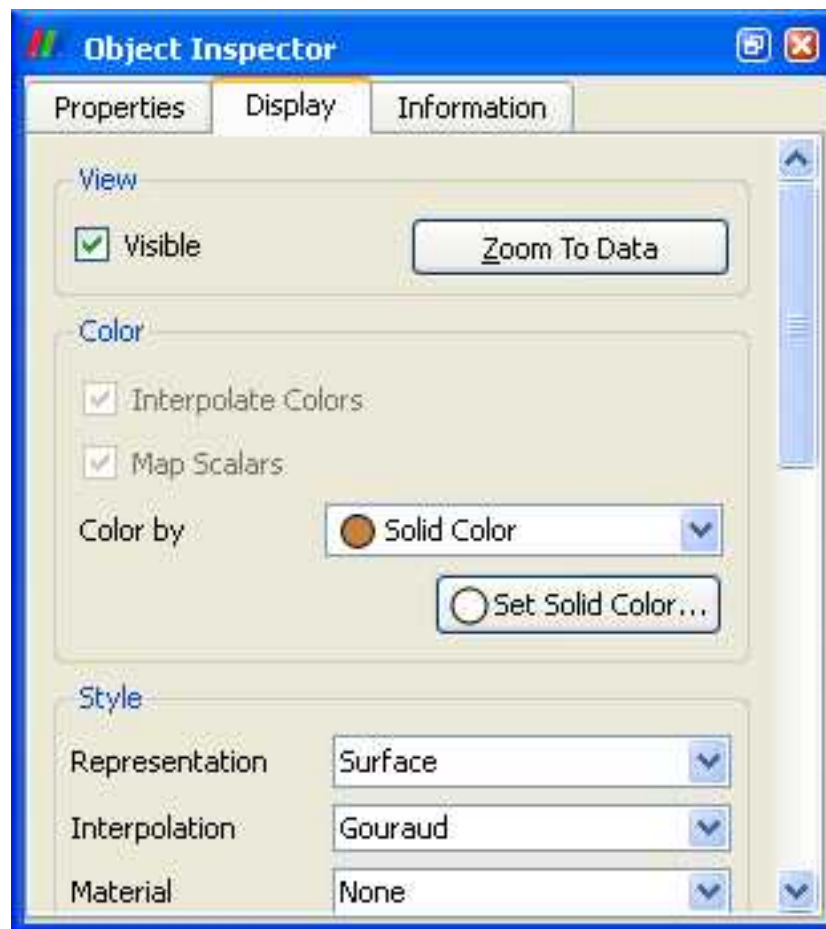 Object Inspector
Properties Display Information
View
Visible Zoom To Data
Color
Interpolate Colors
Map Scalars
Color by Solid Color
Set Solid Color...
Style
Representation Surface
Interpolation Gouraud
Material None